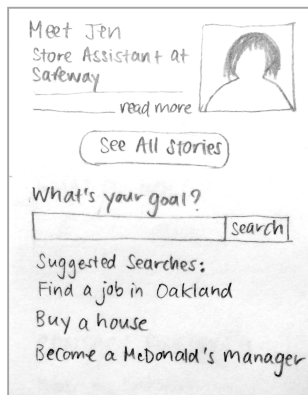 Meet Jen
Store Assistant at
Safeway
read more
See All Stories
What's your goal?
search
Suggested Searches:
Find a job in Oakland
Buy a house
Become a McDonald's manager